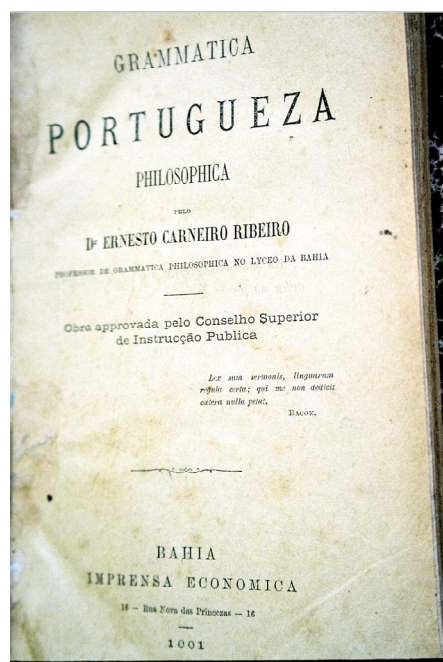 GRAMMATICA
PORTUGUEZA
PHILOSOPHICA
PELO
Dr ERNESTO CARNEIRO RIBEIRO
PROFESSOR DE GRAMMATICA PHILOSOPHICA NO LYCEO DA BAHIA
Obra approvada pelo Conselho Superior
de Instrucção Publica
Lex sum sermonis, linguarum
regula certa; qui me non dedicit
cætera nulla petat.
BACON.
BAHIA
IMPRENSA ECONOMICA
16 — Rua Nova das Princezas — 16
1001